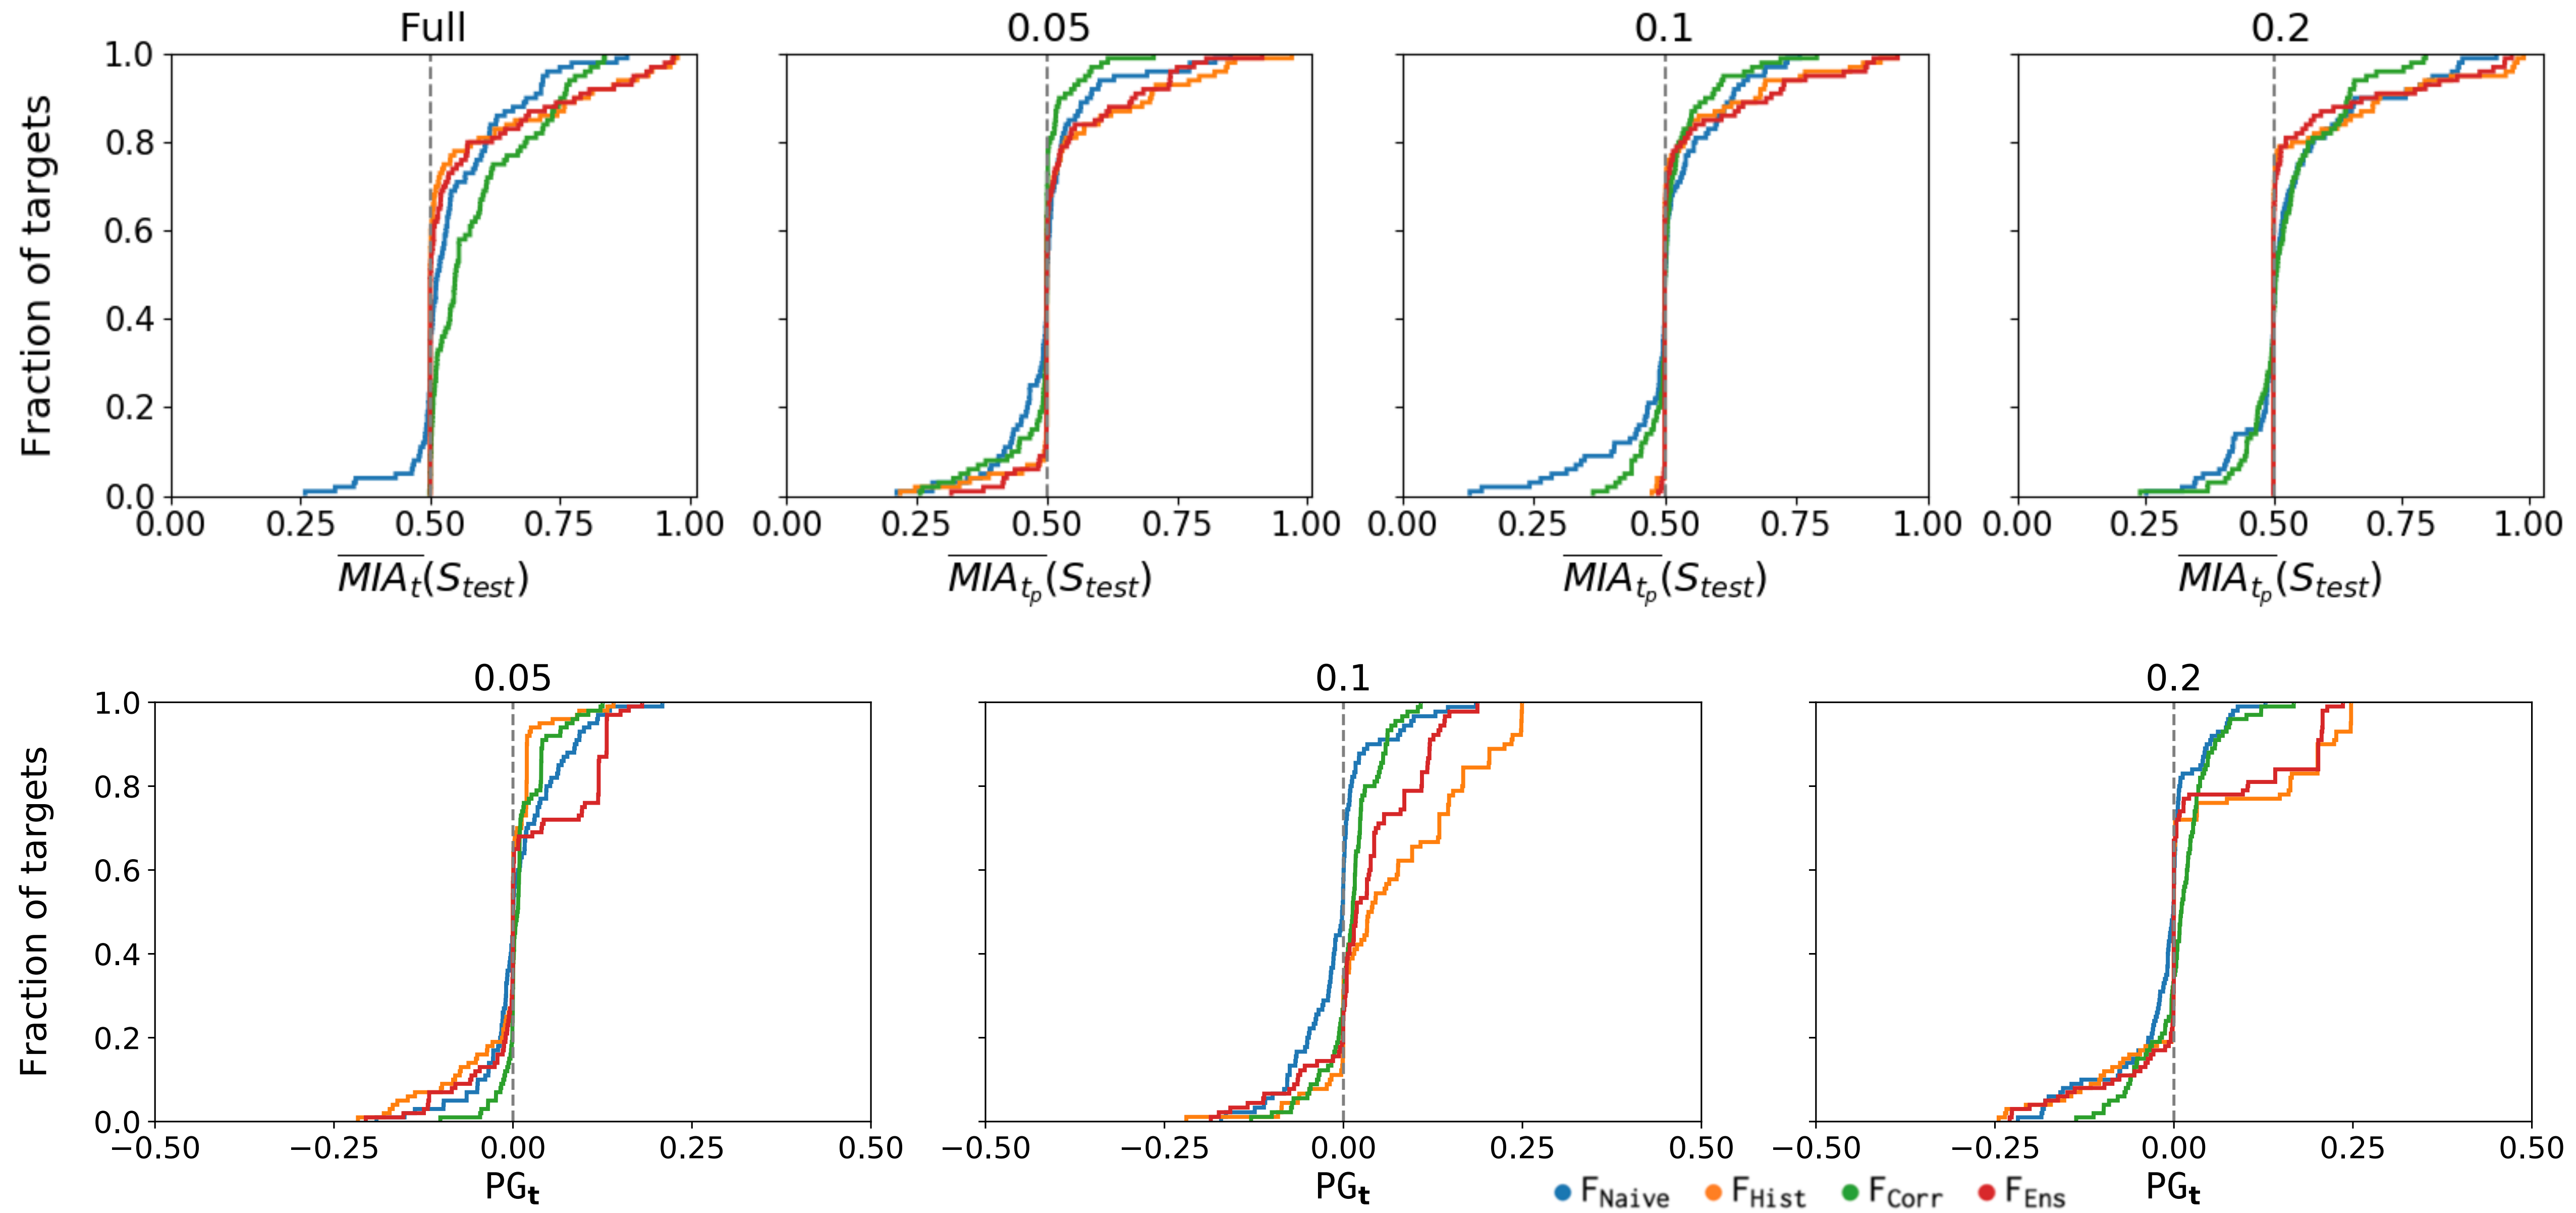 Full 0.05 0.1 0.2
Fraction of targets
1.0
0.8
0.6
0.4
0.2
0.0
0.00 0.25 0.50 0.75 1.00 0.00 0.25 0.50 0.75 1.00 0.00 0.25 0.50 0.75 1.00 0.00 0.25 0.50 0.75 1.00
MIA_t(S_test) MIA_{t_p}(S_test) MIA_{t_p}(S_test) MIA_{t_p}(S_test)
0.05 0.1 0.2
Fraction of targets
1.0
0.8
0.6
0.4
0.2
0.0
−0.50 −0.25 0.00 0.25 0.50 −0.50 −0.25 0.00 0.25 0.50 −0.50 −0.25 0.00 0.25 0.50
PG_t PG_t PG_t
F_Naive F_Hist F_Corr F_Ens